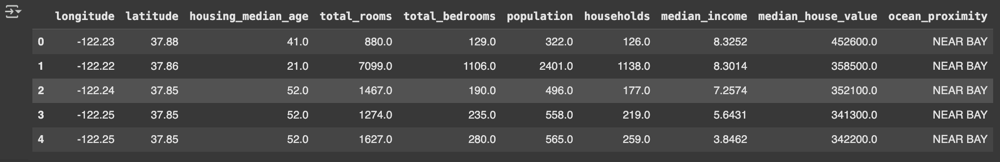 longitude latitude housing_median_age total_rooms total_bedrooms population households median_income median_house_value ocean_proximity
0 -122.23 37.88 41.0 880.0 129.0 322.0 126.0 8.3252 452600.0 NEAR BAY
1 -122.22 37.86 21.0 7099.0 1106.0 2401.0 1138.0 8.3014 358500.0 NEAR BAY
2 -122.24 37.85 52.0 1467.0 190.0 496.0 177.0 7.2574 352100.0 NEAR BAY
3 -122.25 37.85 52.0 1274.0 235.0 558.0 219.0 5.6431 341300.0 NEAR BAY
4 -122.25 37.85 52.0 1627.0 280.0 565.0 259.0 3.8462 342200.0 NEAR BAY